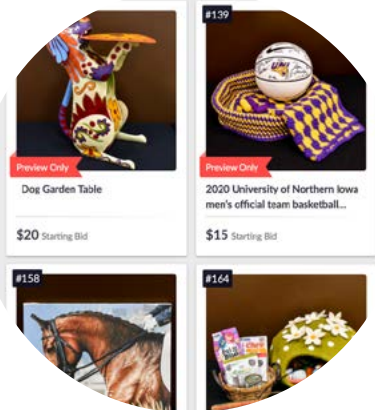 #139
Preview Only
Preview Only
Dog Garden Table
2020 University of Northern Iowa
men's official team basketball...
$20 Starting Bid
$15 Starting Bid
#158
#164
UNI